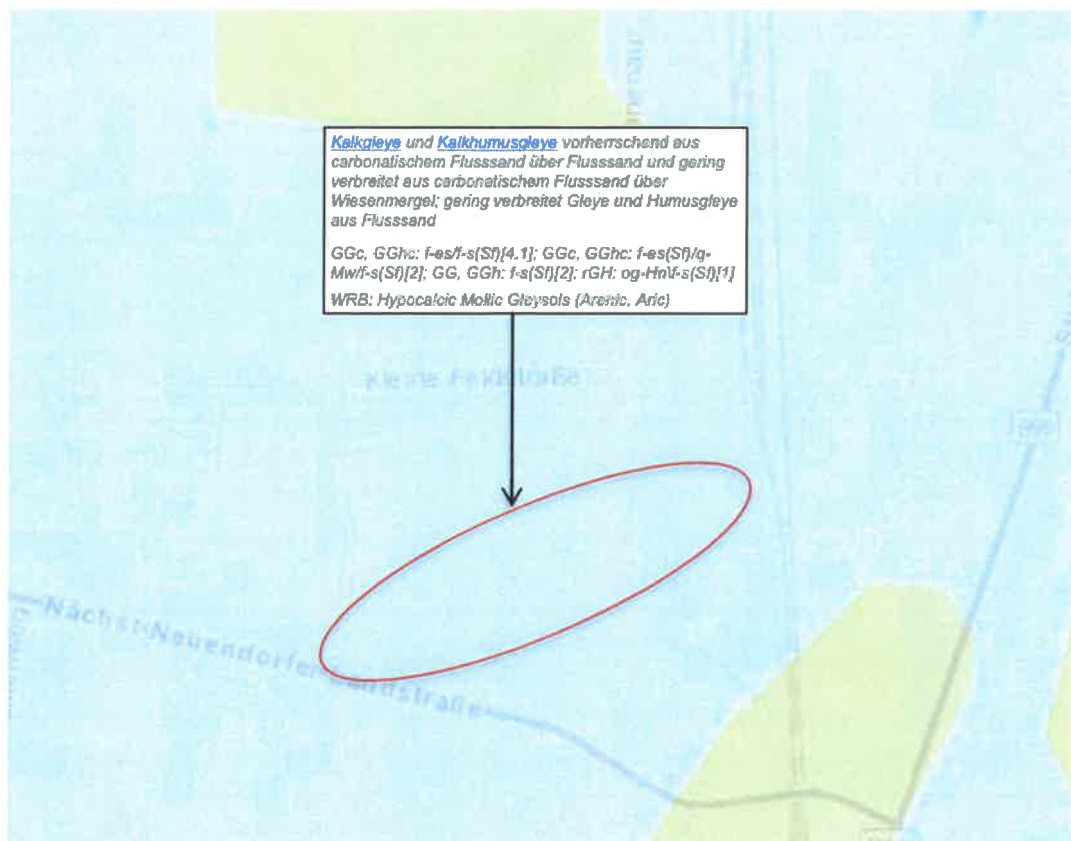 Kalkgleye und Kalkhumusgleye vorherrschend aus
carbonatischem Flusssand über Flusssand und gering
verbreitet aus carbonatischem Flusssand über
Wiesenmergel; gering verbreitet Gleye und Humusgleye
aus Flusssand
GGc, GGhc: f-es/f-s(Sf)[4.1]; GGc, GGhc: f-es(Sf)/q-
Mw/f-s(Sf)[2]; GG, GGh: f-s(Sf)[2]; rGH: og-Hn\f-s(Sf)[1]
WRB: Hypocalcic Mollic Gleysols (Arenic, Aric)
Kleine Feldstraße
Nächst-Neuendorfer Landstraße